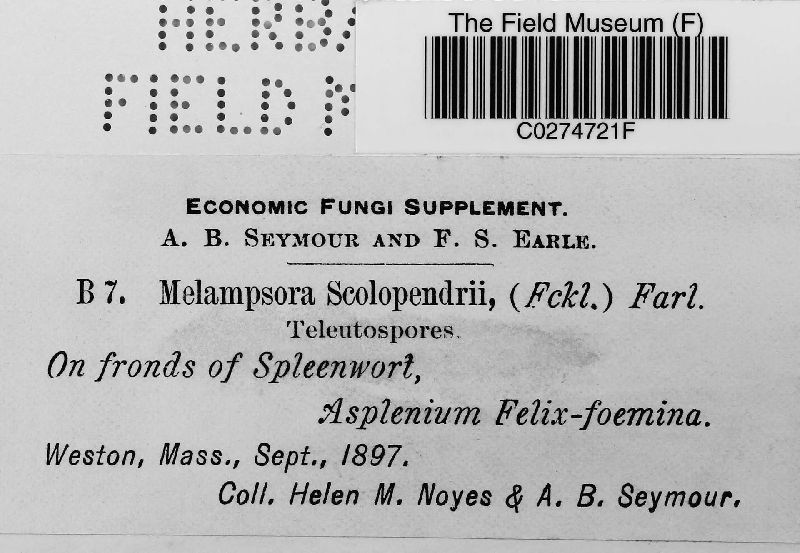 HERBA
The Field Museum (F)
FIELD M
C0274721F
ECONOMIC FUNGI SUPPLEMENT.
A. B. SEYMOUR AND F. S. EARLE.
B 7. Melampsora Scolopendrii, (Fckl.) Farl.
Teleutospores.
On fronds of Spleenwort,
Asplenium Felix-foemina.
Weston, Mass., Sept., 1897.
Coll. Helen M. Noyes & A. B. Seymour.